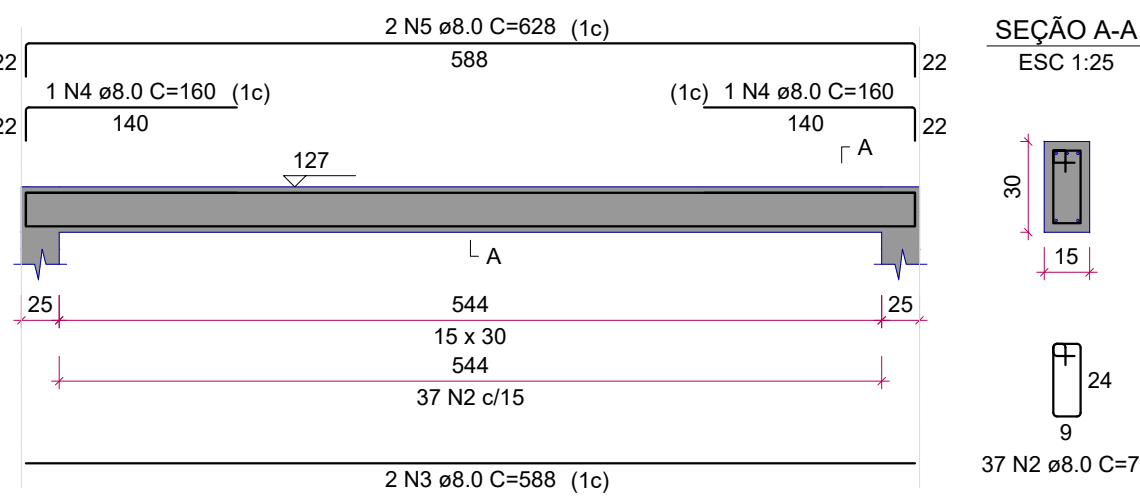 2 N5 ø8.0 C=628 (1c)
22 588 22
1 N4 ø8.0 C=160 (1c)
(1c) 1 N4 ø8.0 C=160
22 140
140 22
A
127
A
25 544 25
15 x 30
544
37 N2 c/15
2 N3 ø8.0 C=588 (1c)
SEÇÃO A-A
ESC 1:25
30
15
24
9
37 N2 ø8.0 C=7